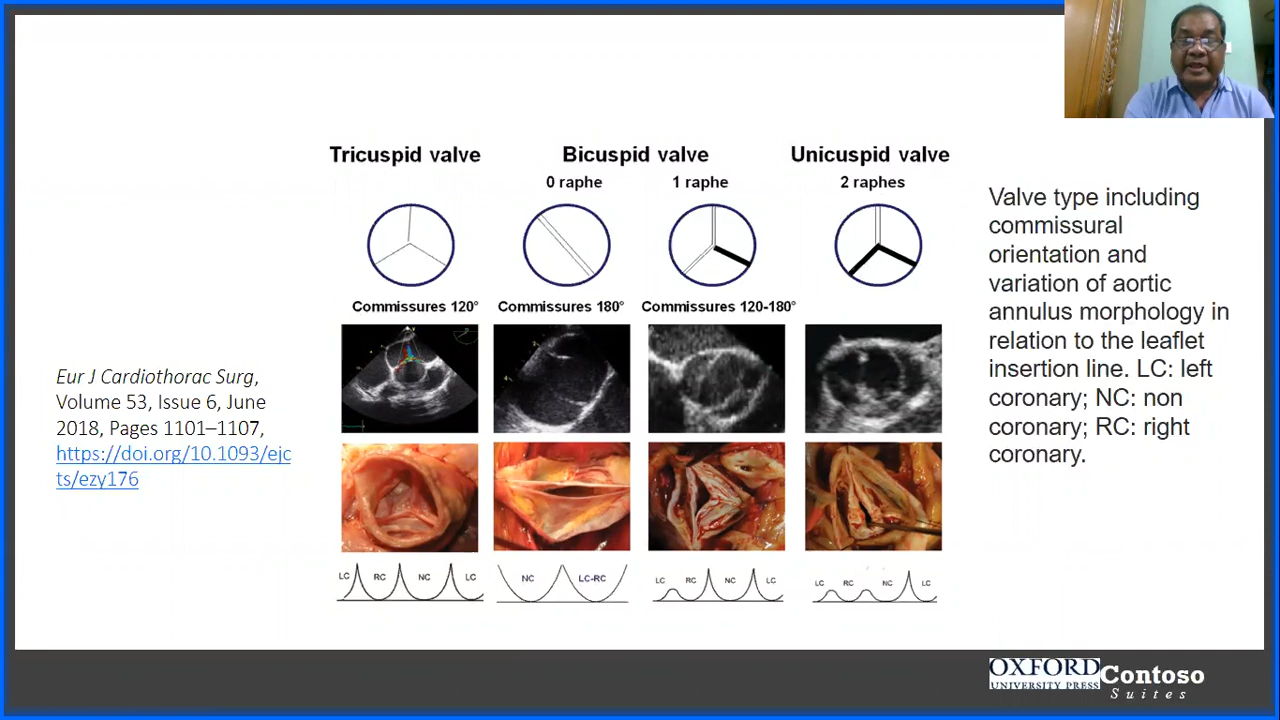 Tricuspid valve
Bicuspid valve
Unicuspid valve
0 raphe
1 raphe
2 raphes
Commissures 120°
Commissures 180°
Commissures 120-180°
LC RC NC LC
NC LC-RC
LC RC NC LC
LC RC NC LC
Eur J Cardiothorac Surg,
Volume 53, Issue 6, June
2018, Pages 1101–1107,
https://doi.org/10.1093/ejc
ts/ezy176
Valve type including
commissural
orientation and
variation of aortic
annulus morphology in
relation to the leaflet
insertion line. LC: left
coronary; NC: non
coronary; RC: right
coronary.
OXFORD
UNIVERSITY PRESS
Contoso
Suites